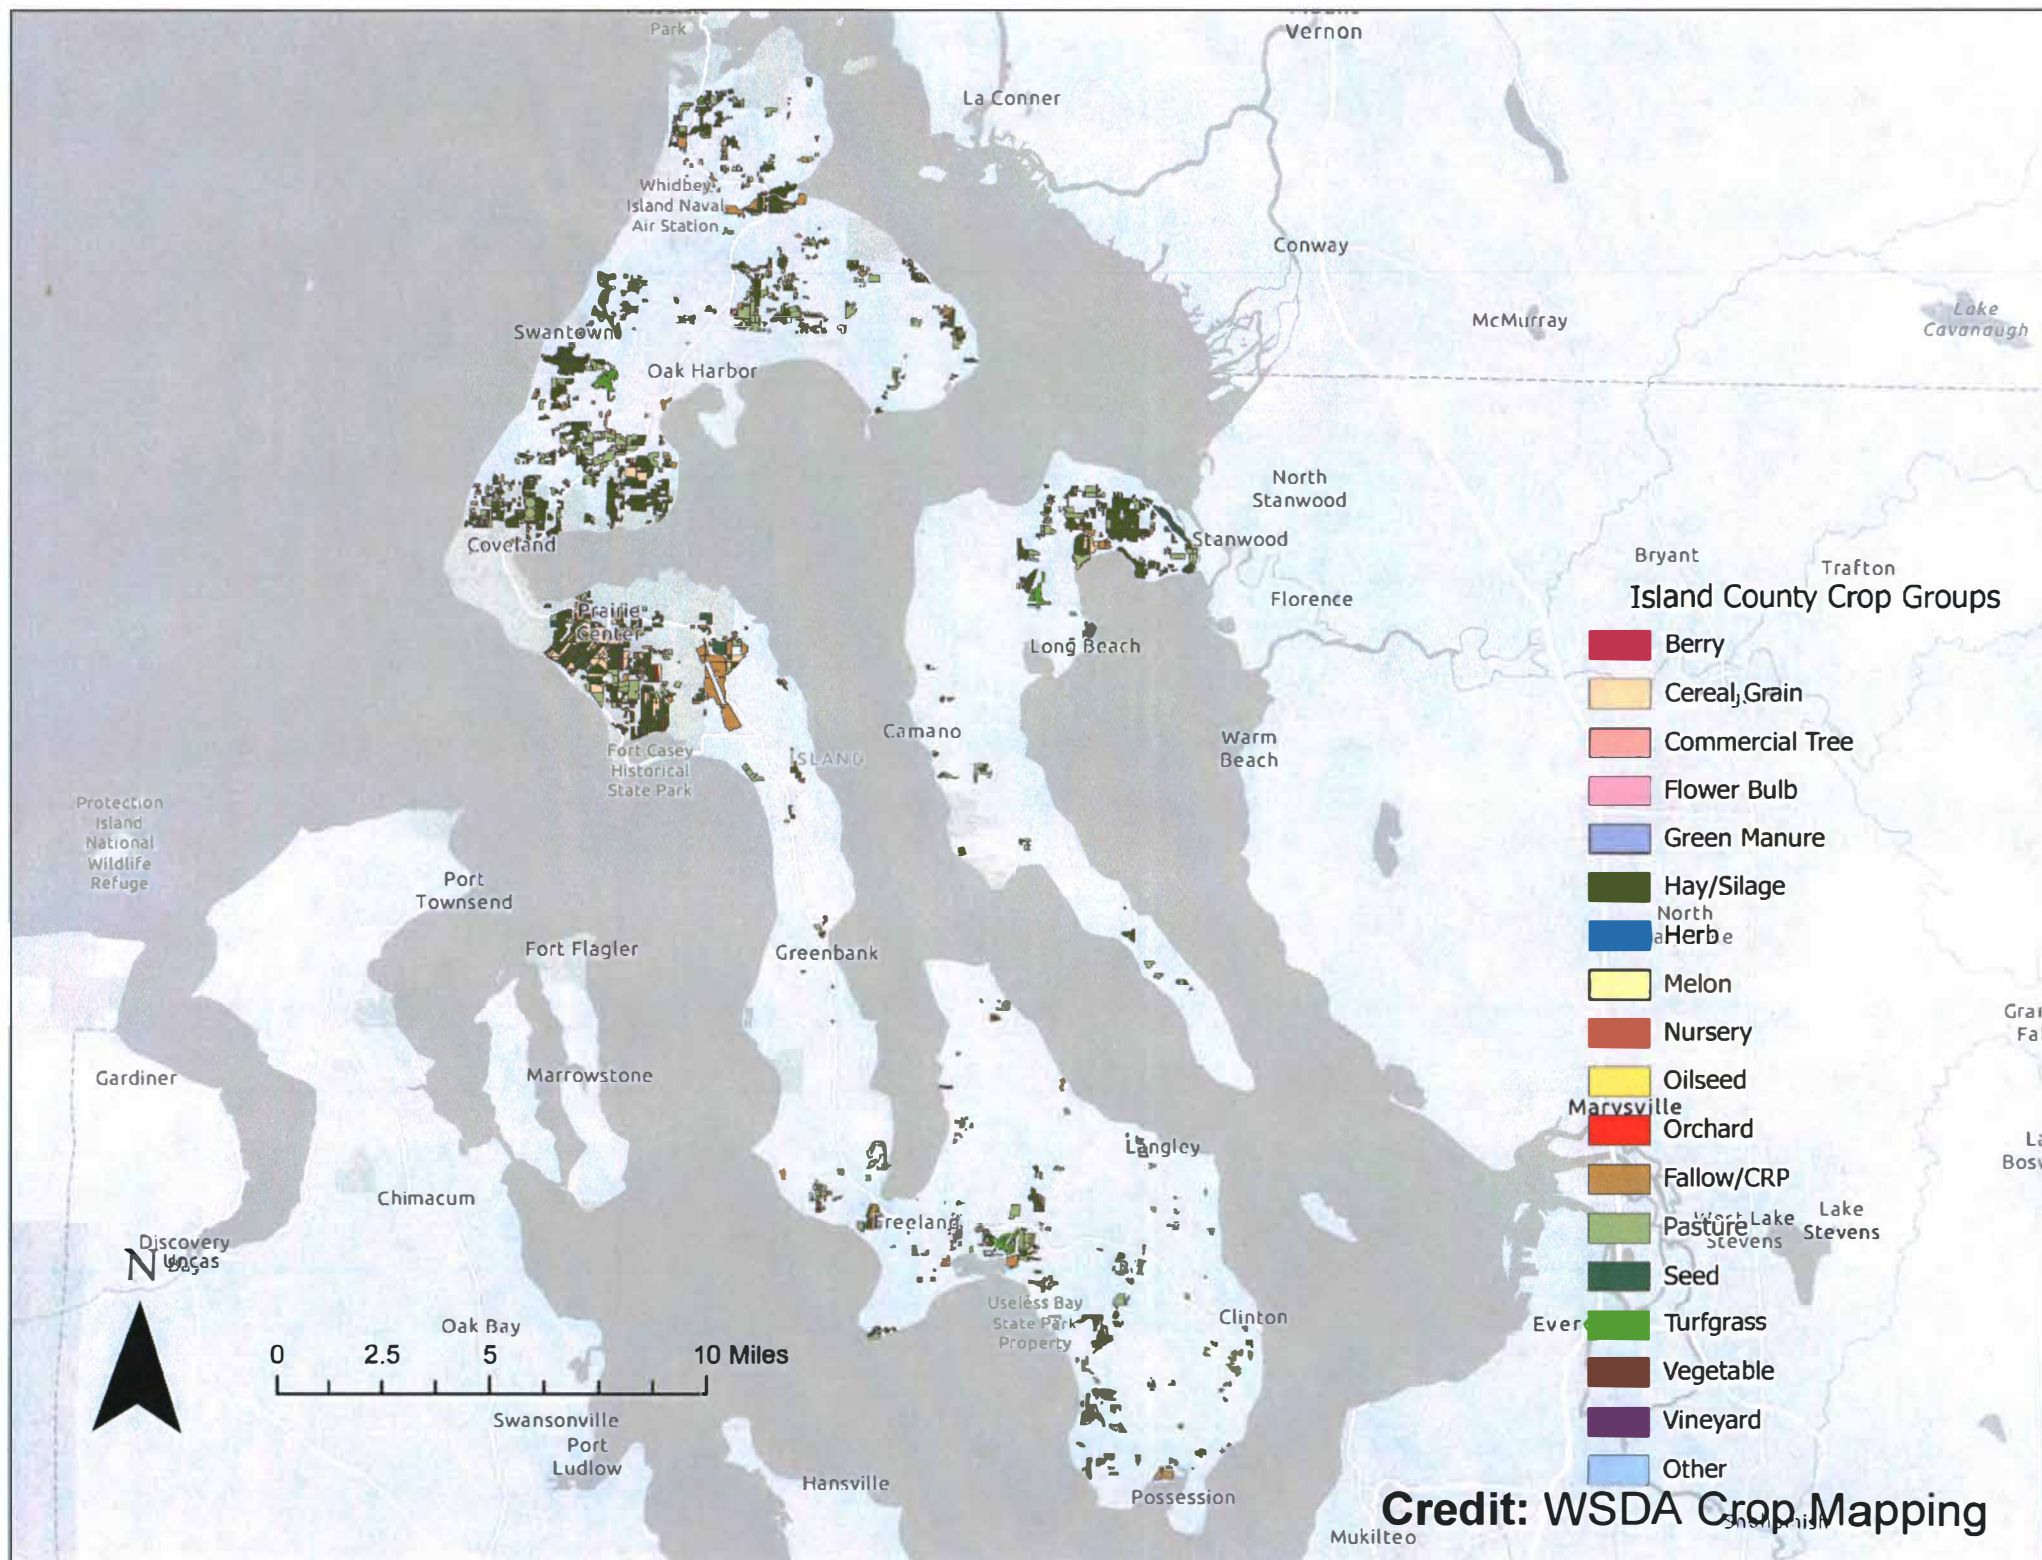 Park
Vernon
La Conner
Whidbey
Island Naval
Air Station
Conway
Swantown
McMurray
Lake
Cavanaugh
Oak Harbor
North
Stanwood
Coveland
Stanwood
Bryant
Trafton
Prairie
Center
Florence
Long Beach
Camano
Warm
Beach
Fort Casey
Historical
State Park
ISLAND
Protection
Island
National
Wildlife
Refuge
Port
Townsend
Fort Flagler
Greenbank
Gardiner
Marrowstone
Chimacum
Langley
Freeland
Discovery
Bay
Uncas
Useless Bay
State Park
Property
Clinton
Oak Bay
Swansonville
Port
Ludlow
Hansville
Possession
Mukilteo
North
Marysville
West Lake
Stevens
Lake
Stevens
N
0 2.5 5 10 Miles
Island County Crop Groups
Berry
Cereal Grain
Commercial Tree
Flower Bulb
Green Manure
Hay/Silage
Herb
Melon
Nursery
Oilseed
Orchard
Fallow/CRP
Pasture
Seed
Turfgrass
Vegetable
Vineyard
Other
Credit: WSDA Crop Mapping